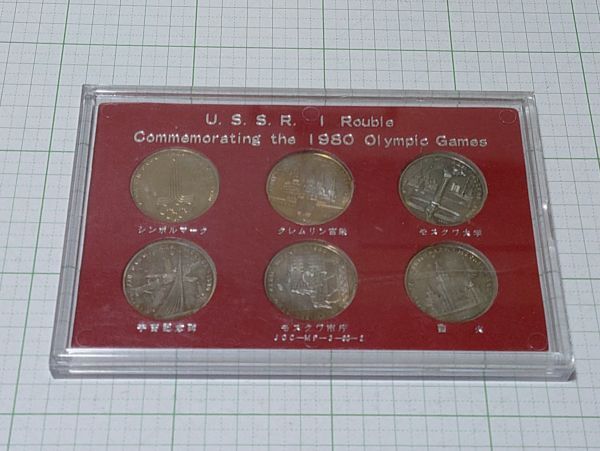 U.S.S.R. 1 Rouble
Commemorating the 1980 Olympic Games
シンボルマーク
クレムリン宮殿
モスクワ大学
宇宙記念碑
モスクワ市庁
聖火